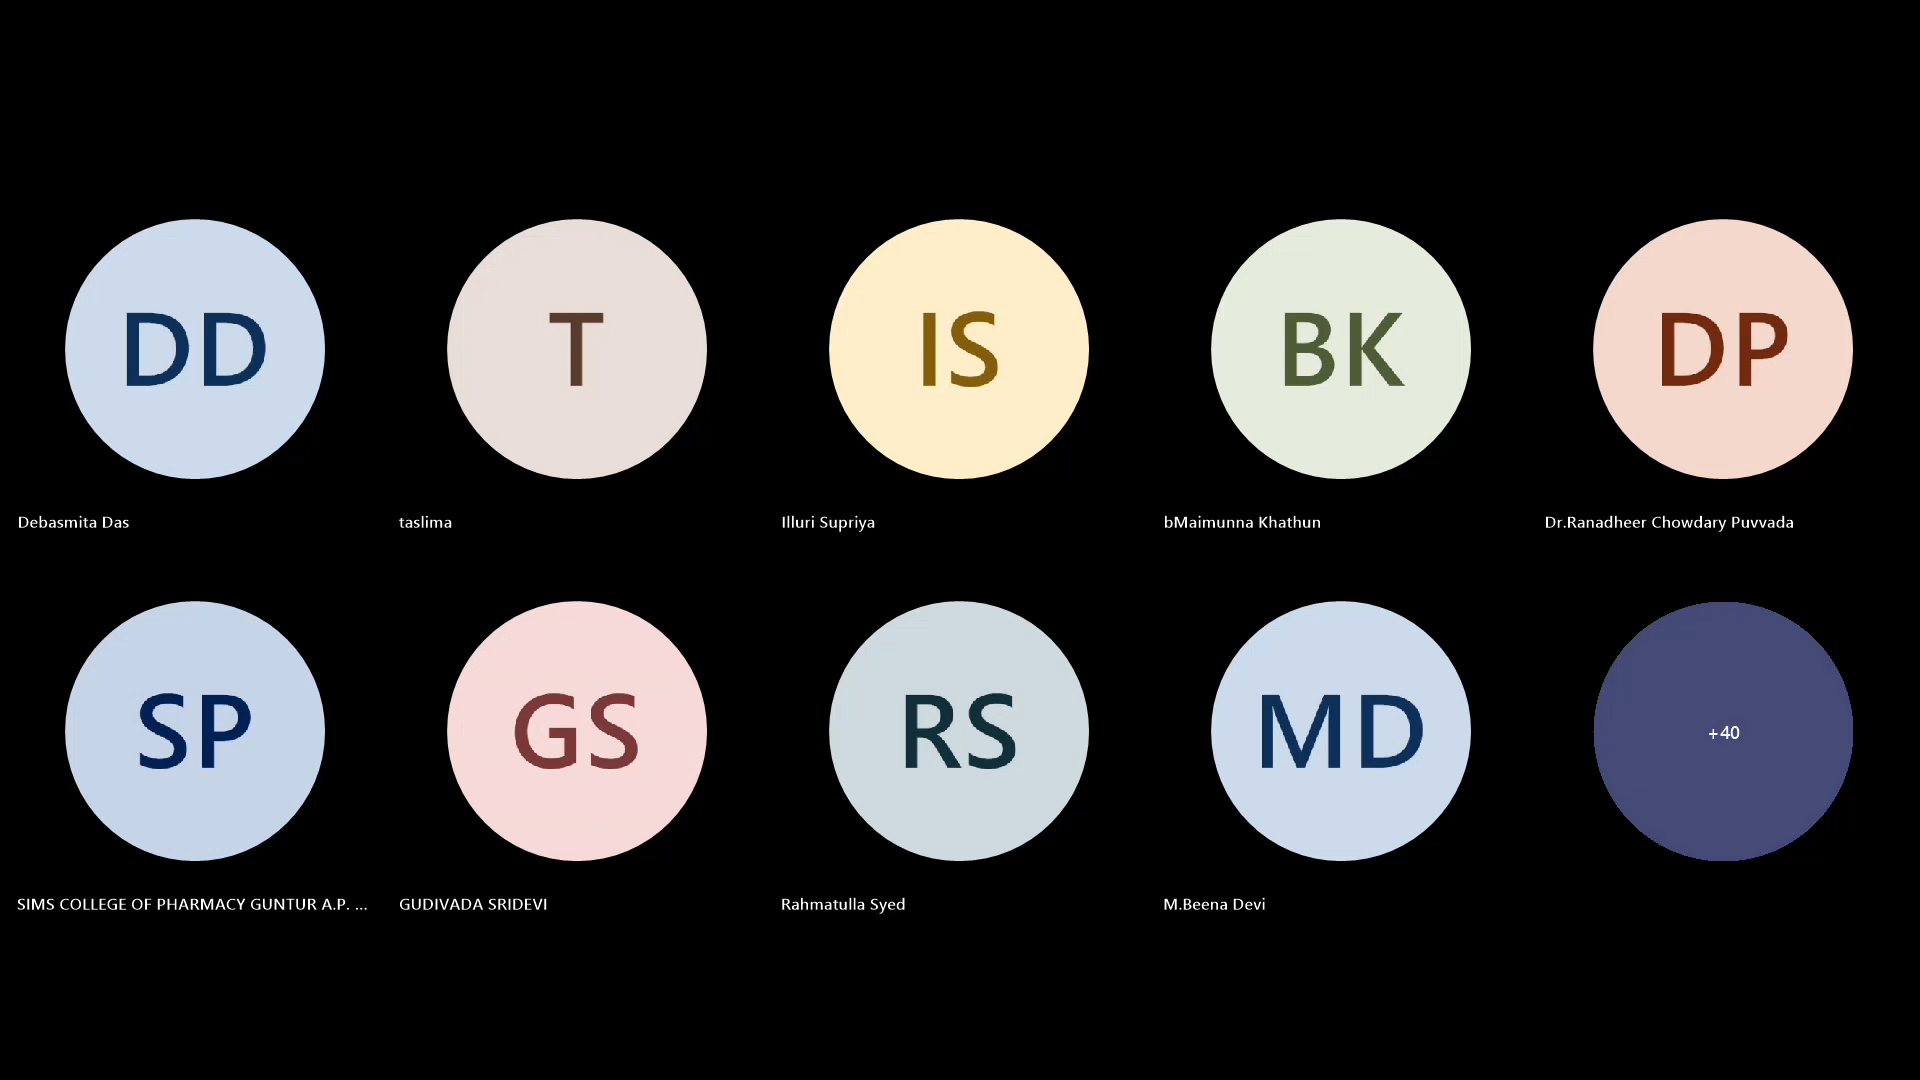 DD
T
IS
BK
DP
Debasmita Das
taslima
Illuri Supriya
bMaimunna Khathun
Dr.Ranadheer Chowdary Puvvada
SP
GS
RS
MD
+40
SIMS COLLEGE OF PHARMACY GUNTUR A.P. ...
GUDIVADA SRIDEVI
Rahmatulla Syed
M.Beena Devi